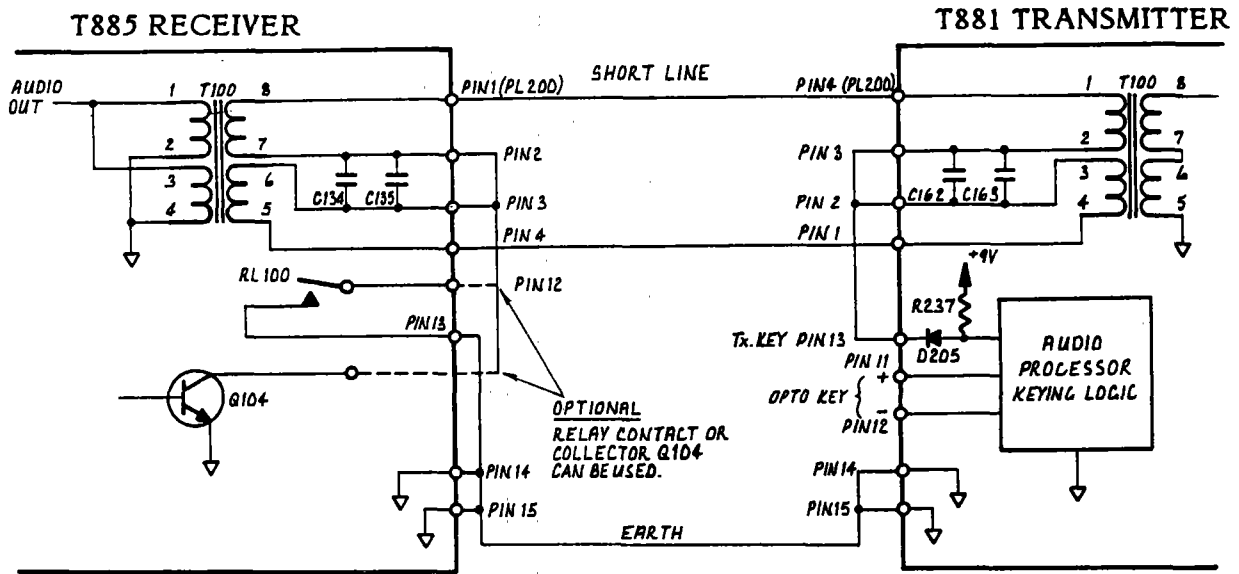 T885 RECEIVER
T881 TRANSMITTER
AUDIO
OUT
1
T100
8
2
7
3
6
4
5
C134
C135
PIN1 (PL200)
SHORT LINE
PIN4 (PL200)
PIN 2
PIN 3
PIN 4
PIN 3
PIN 2
PIN 1
1
T100
8
2
7
3
6
4
5
C162
C163
RL100
PIN12
PIN13
Q104
OPTIONAL
RELAY CONTACT OR
COLLECTOR Q104
CAN BE USED.
+9V
R237
Tx.KEY PIN13
D205
PIN 11
+
OPTO KEY {
–
PIN12
AUDIO
PROCESSOR
KEYING LOGIC
PIN14
PIN 15
EARTH
PIN14
PIN15